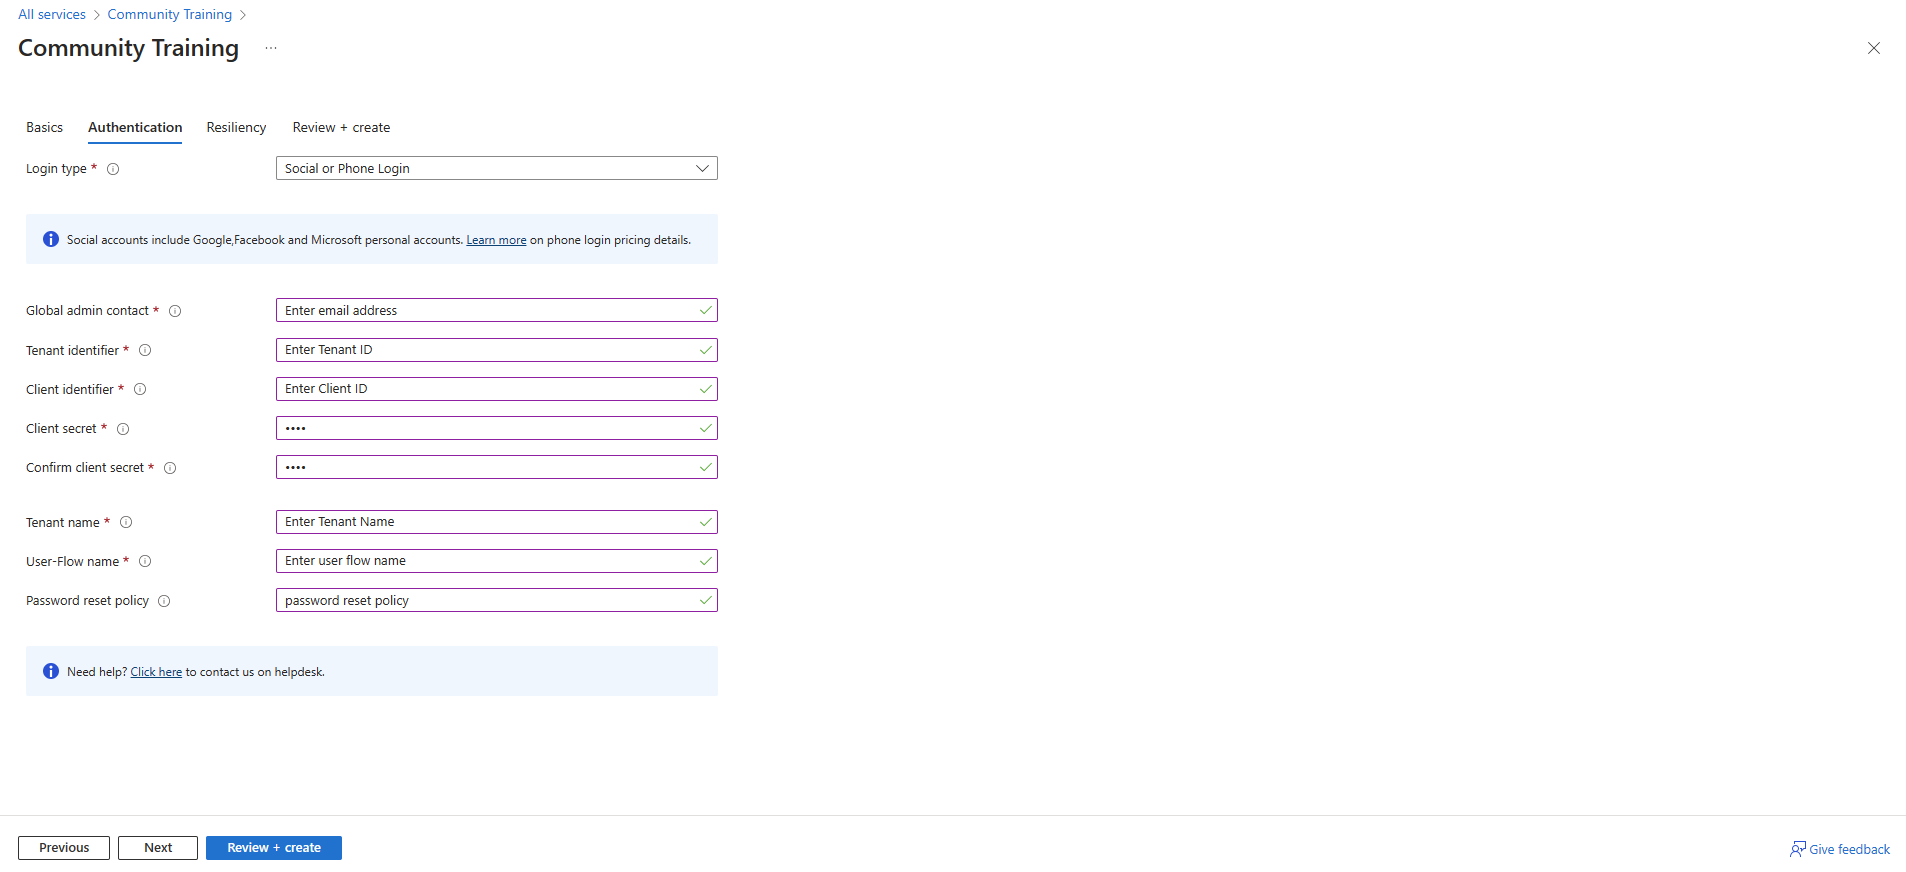 All services > Community Training >
Community Training ...
Basics Authentication Resiliency Review + create
Login type * Social or Phone Login
Social accounts include Google,Facebook and Microsoft personal accounts. Learn more on phone login pricing details.
Global admin contact * Enter email address
Tenant identifier * Enter Tenant ID
Client identifier * Enter Client ID
Client secret * ••••
Confirm client secret * ••••
Tenant name * Enter Tenant Name
User-Flow name * Enter user flow name
Password reset policy password reset policy
Need help? Click here to contact us on helpdesk.
Previous Next Review + create Give feedback